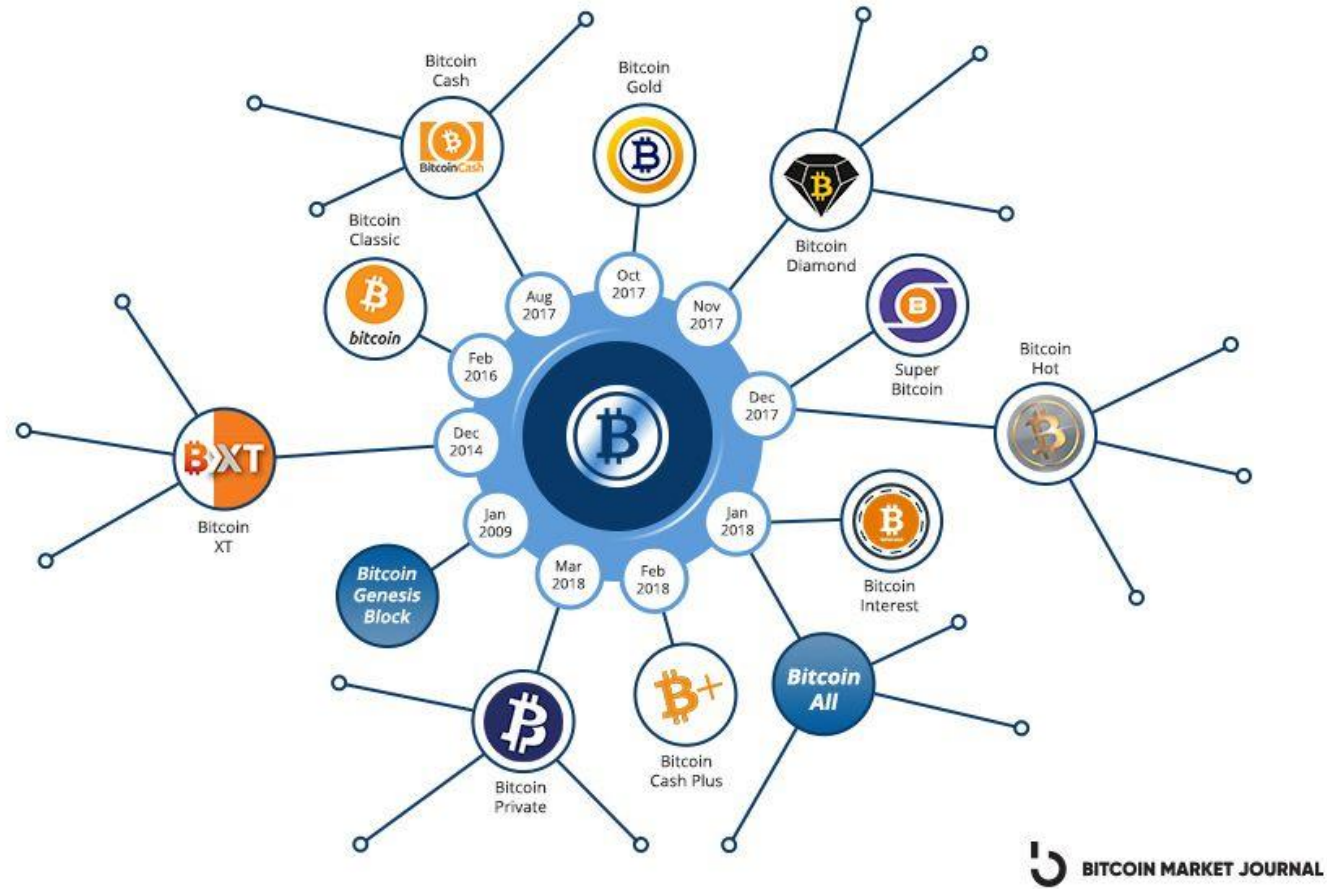 Bitcoin
Cash
BitcoinCash
Bitcoin
Gold
Bitcoin
Diamond
Bitcoin
Classic
bitcoin
Aug
2017
Oct
2017
Nov
2017
Super
Bitcoin
Bitcoin
Hot
Feb
2016
Dec
2017
Dec
2014
XT
Bitcoin
XT
Jan
2009
Jan
2018
Bitcoin
Genesis
Block
Mar
2018
Feb
2018
Bitcoin
Interest
Bitcoin
All
Bitcoin
Private
Bitcoin
Cash Plus
BITCOIN MARKET JOURNAL